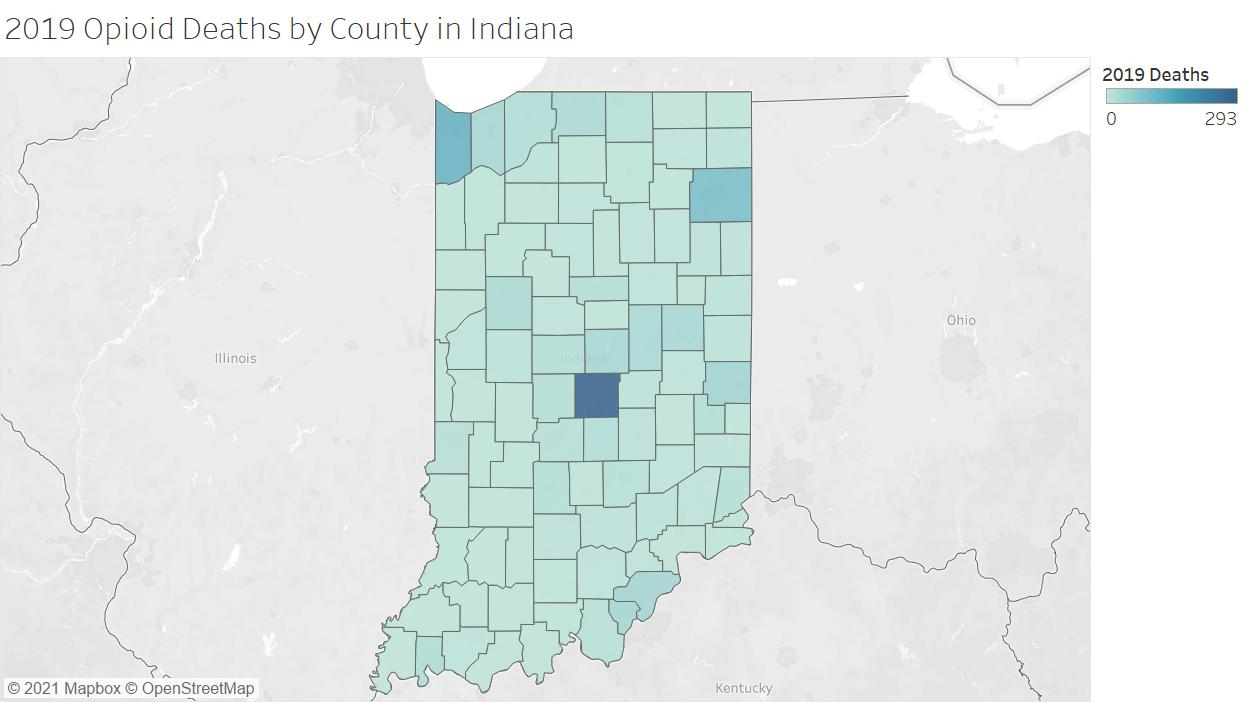 2019 Opioid Deaths by County in Indiana
2019 Deaths
0 293
Illinois
Indiana
Ohio
Kentucky
© 2021 Mapbox © OpenStreetMap